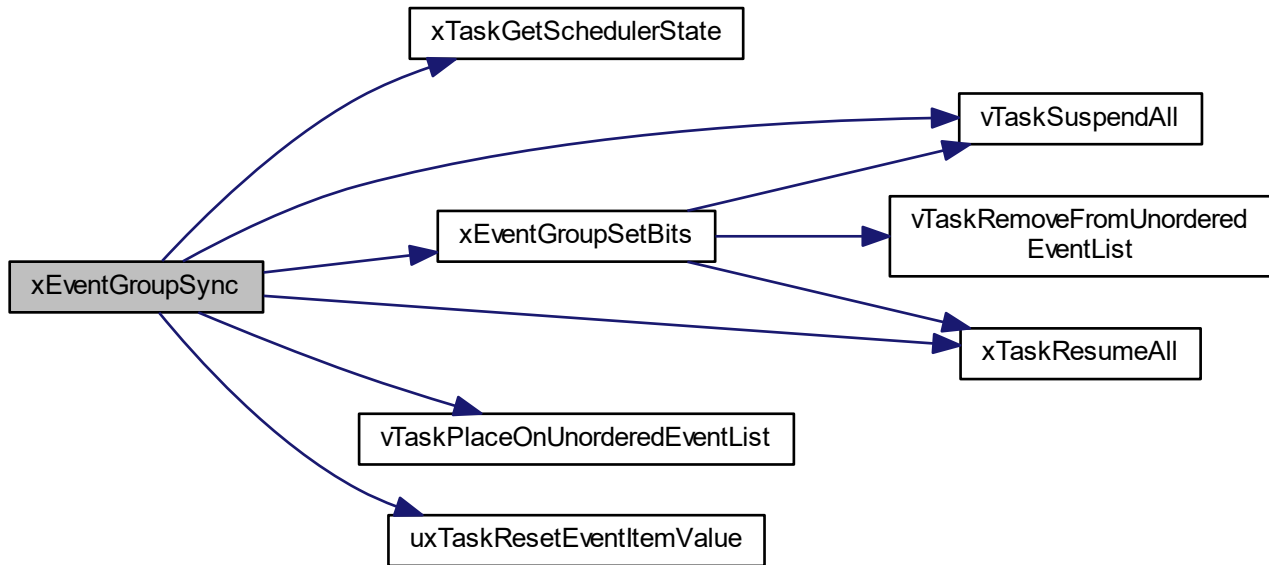 xTaskGetSchedulerState
vTaskSuspendAll
xEventGroupSetBits
vTaskRemoveFromUnordered
EventList
xEventGroupSync
xTaskResumeAll
vTaskPlaceOnUnorderedEventList
uxTaskResetEventItemValue